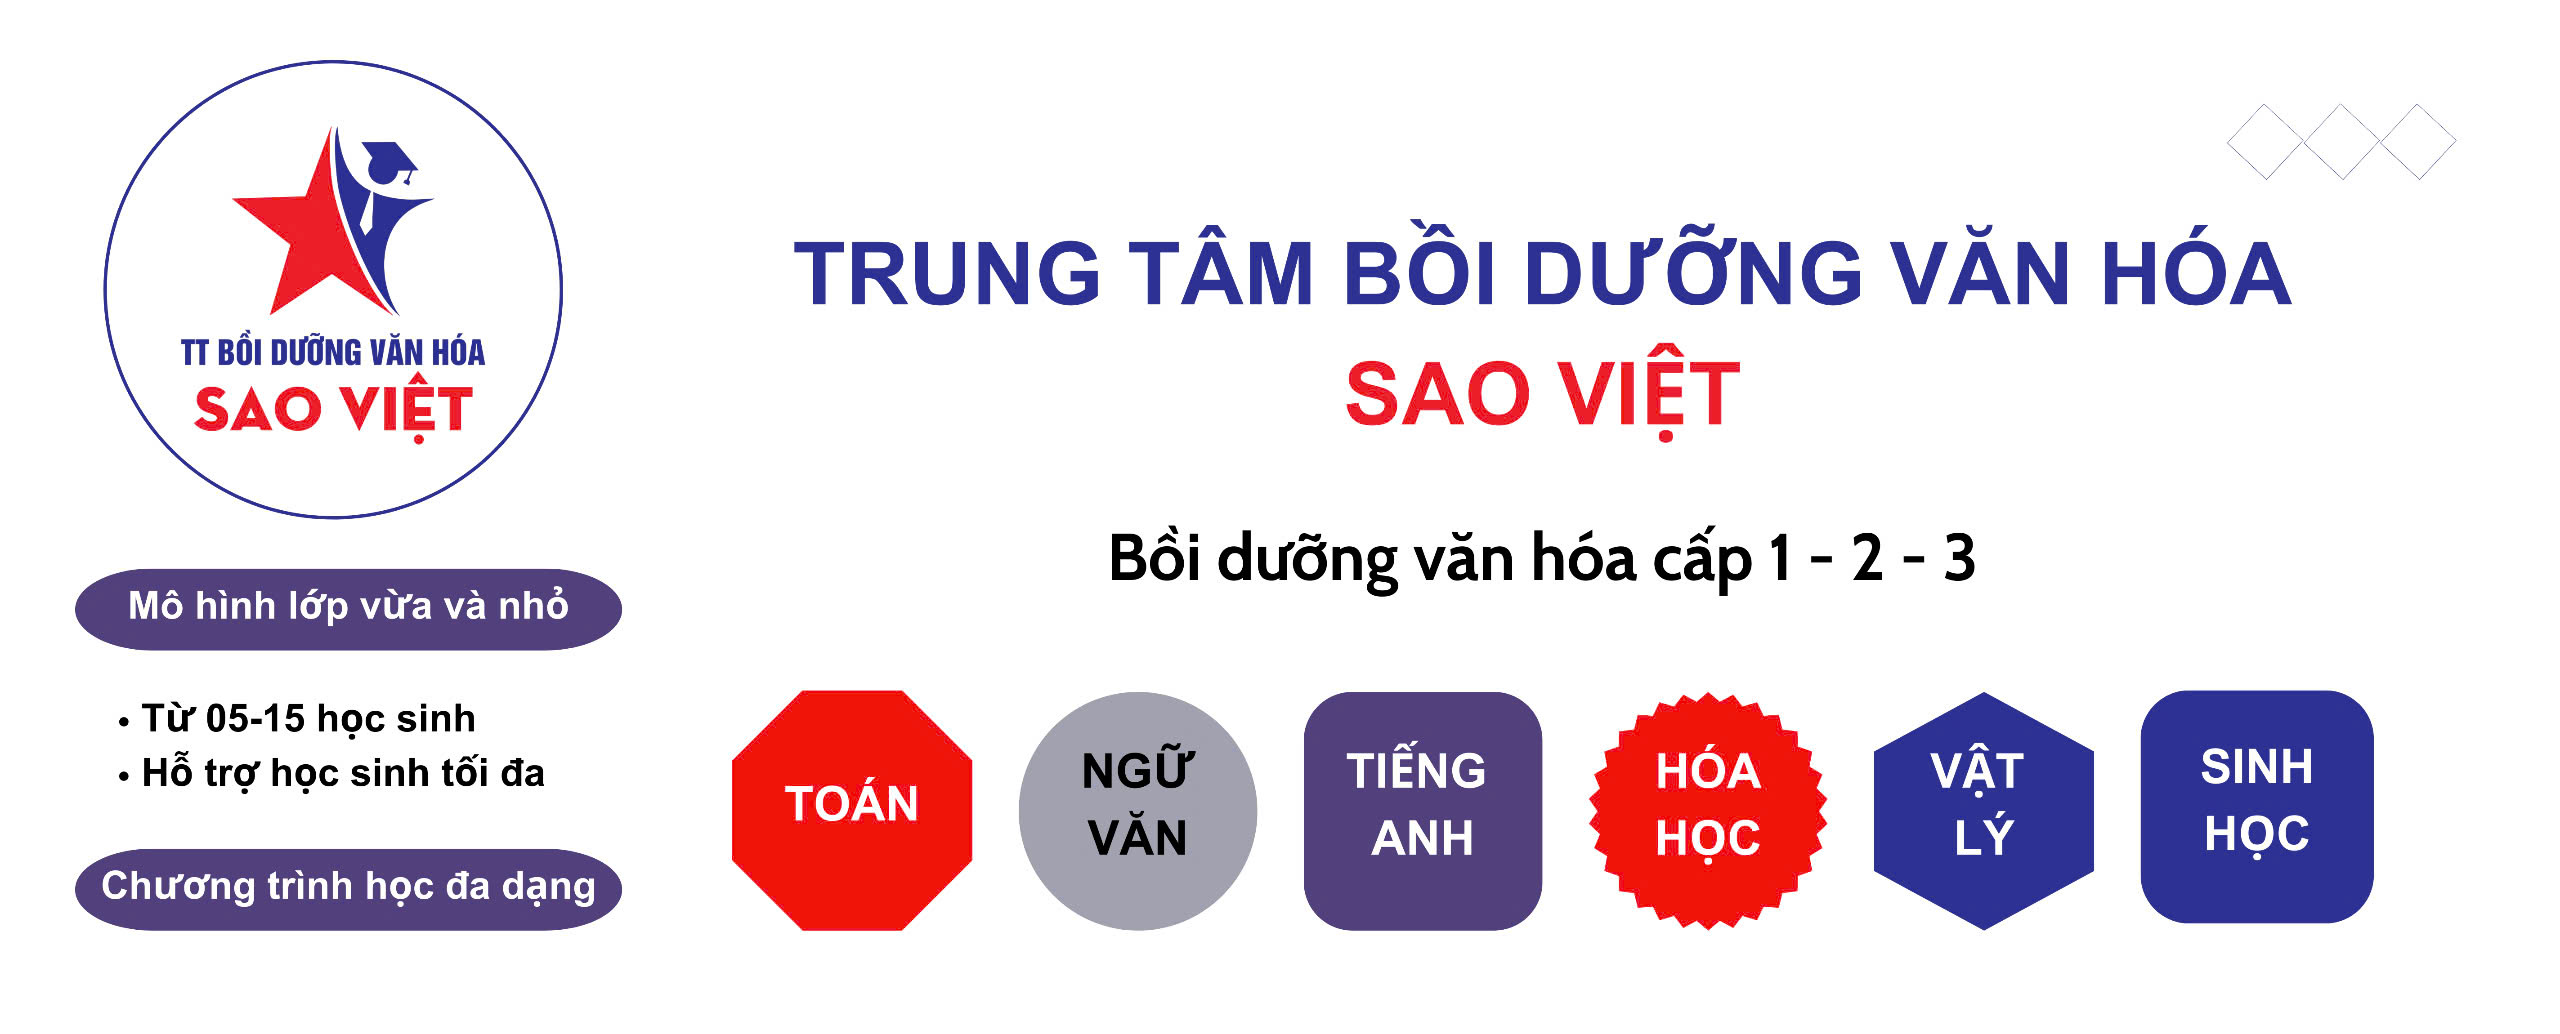 TT BỒI DƯỠNG VĂN HÓA
SAO VIỆT
Mô hình lớp vừa và nhỏ
• Từ 05-15 học sinh
• Hỗ trợ học sinh tối đa
Chương trình học đa dạng
TRUNG TÂM BỒI DƯỠNG VĂN HÓA
SAO VIỆT
Bồi dưỡng văn hóa cấp 1 - 2 - 3
TOÁN
NGỮ
VĂN
TIẾNG
ANH
HÓA
HỌC
VẬT
LÝ
SINH
HỌC